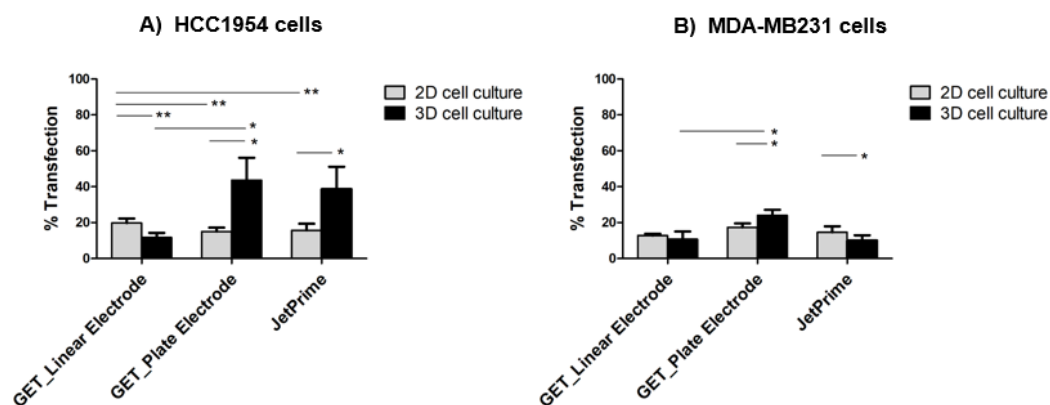 A) HCC1954 cells
% Transfection
100
80
60
40
20
0
**
**
**
*
*
*
2D cell culture
3D cell culture
GET_Linear Electrode
GET_Plate Electrode
JetPrime
B) MDA-MB231 cells
% Transfection
100
80
60
40
20
0
*
*
*
2D cell culture
3D cell culture
GET_Linear Electrode
GET_Plate Electrode
JetPrime